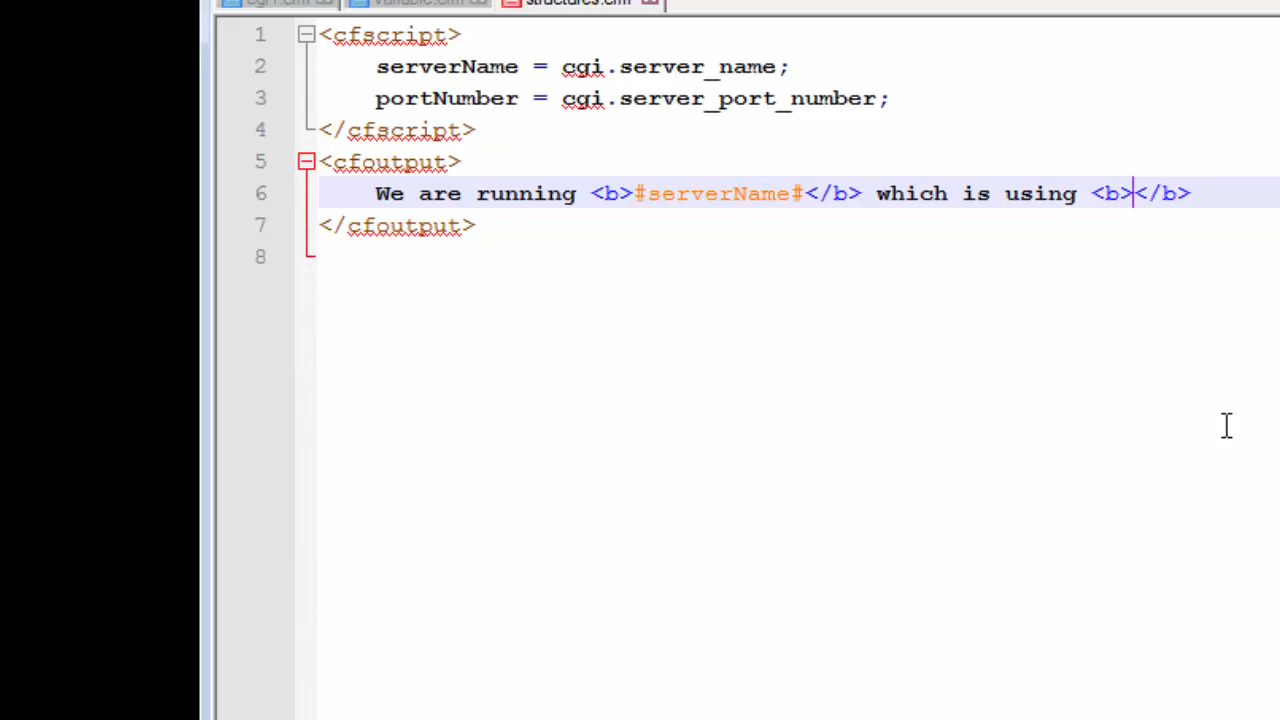 structures.cfm
1 <cfscript>
2 serverName = cgi.server_name;
3 portNumber = cgi.server_port_number;
4 </cfscript>
5 <cfoutput>
6 We are running <b>#serverName#</b> which is using <b></b>
7 </cfoutput>
8